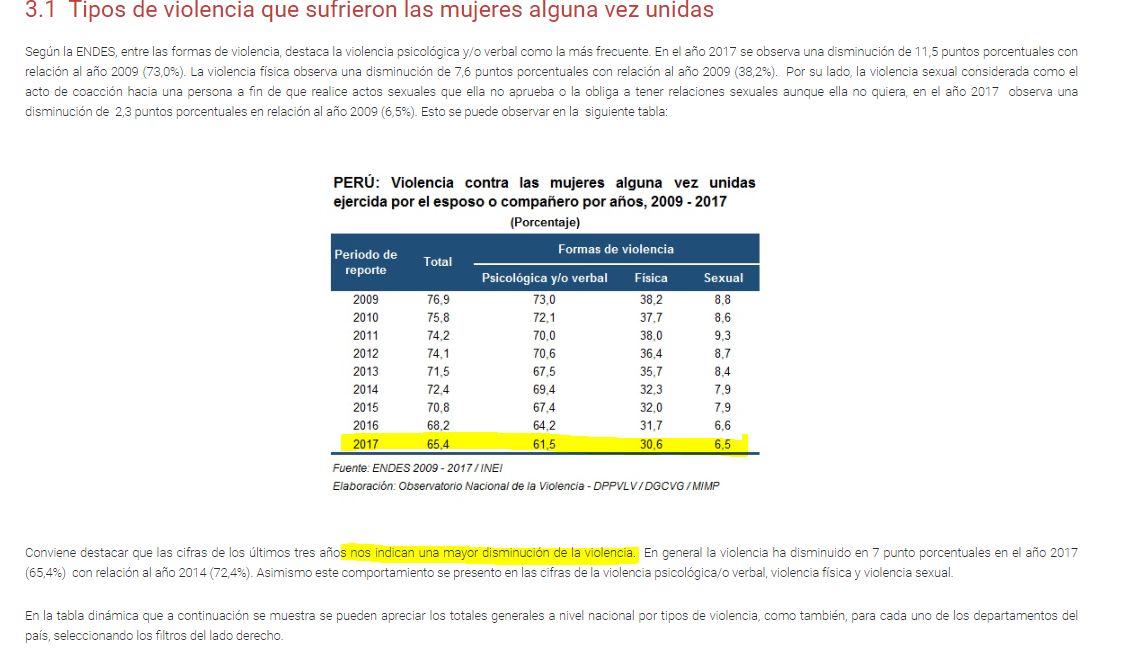 3.1 Tipos de violencia que sufrieron las mujeres alguna vez unidas
Según la ENDES, entre las formas de violencia, destaca la violencia psicológica y/o verbal como la más frecuente. En el año 2017 se observa una disminución de 11,5 puntos porcentuales con
relación al año 2009 (73,0%). La violencia física observa una disminución de 7,6 puntos porcentuales con relación al año 2009 (38,2%). Por su lado, la violencia sexual considerada como el
acto de coacción hacia una persona a fin de que realice actos sexuales que ella no aprueba o la obliga a tener relaciones sexuales aunque ella no quiera, en el año 2017 observa una
disminución de 2,3 puntos porcentuales en relación al año 2009 (6,5%). Esto se puede observar en la siguiente tabla:
PERÚ: Violencia contra las mujeres alguna vez unidas
ejercida por el esposo o compañero por años, 2009 - 2017
(Porcentaje)
Periodo de reporte Total Formas de violencia
Psicológica y/o verbal Física Sexual
2009 76,9 73,0 38,2 8,8
2010 75,8 72,1 37,7 8,6
2011 74,2 70,0 38,0 9,3
2012 74,1 70,6 36,4 8,7
2013 71,5 67,5 35,7 8,4
2014 72,4 69,4 32,3 7,9
2015 70,8 67,4 32,0 7,9
2016 68,2 64,2 31,7 6,6
2017 65,4 61,5 30,6 6,5
Fuente: ENDES 2009 - 2017 / INEI
Elaboración: Observatorio Nacional de la Violencia - DPPVLV / DGCVG / MIMP
Conviene destacar que las cifras de los últimos tres años nos indican una mayor disminución de la violencia. En general la violencia ha disminuido en 7 punto porcentuales en el año 2017
(65,4%) con relación al año 2014 (72,4%). Asimismo este comportamiento se presento en las cifras de la violencia psicológica/o verbal, violencia física y violencia sexual.
En la tabla dinámica que a continuación se muestra se pueden apreciar los totales generales a nivel nacional por tipos de violencia, como también, para cada uno de los departamentos del
país, seleccionando los filtros del lado derecho.